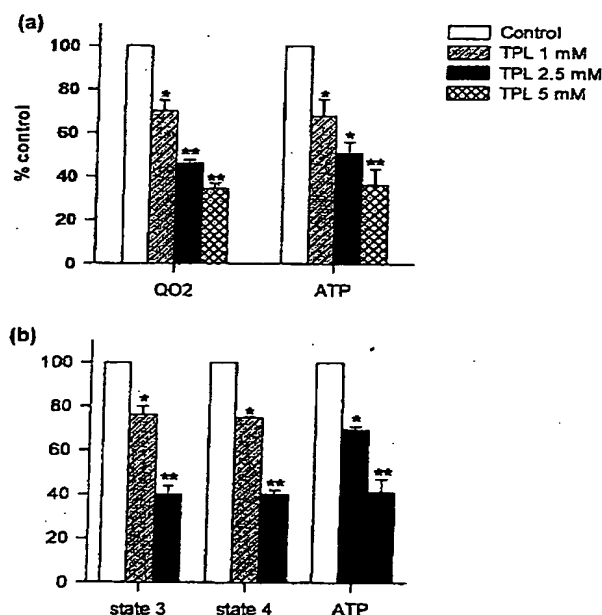 (a)
Control
TPL 1 mM
TPL 2.5 mM
TPL 5 mM
% control
100
80
60
40
20
0
*
**
**
*
*
**
QO2
ATP
(b)
100
80
60
40
20
0
*
**
*
**
*
**
state 3
state 4
ATP